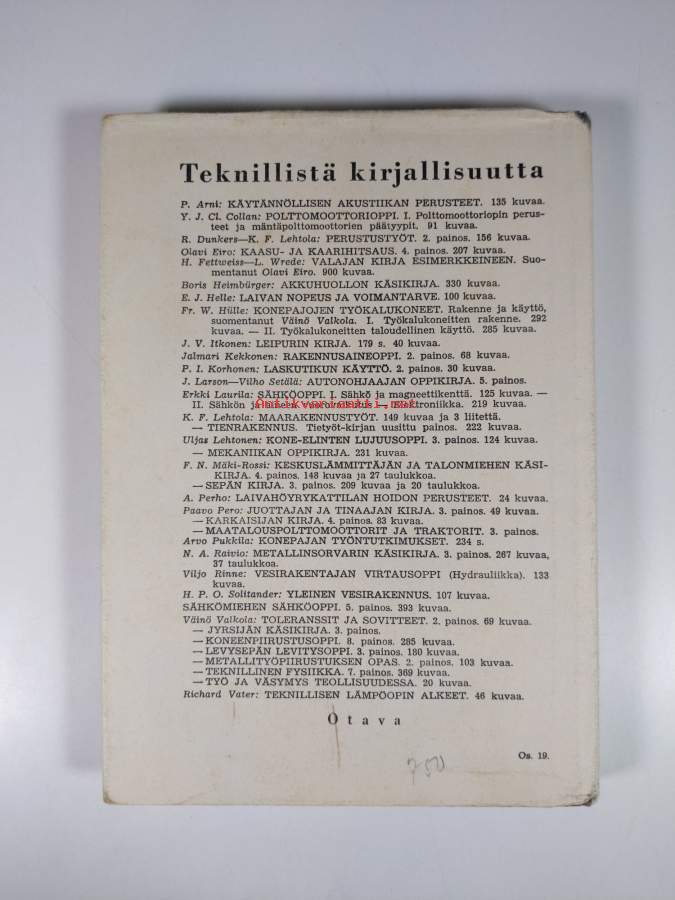 Teknillistä kirjallisuutta
P. Arni: KÄYTÄNNÖLLISEN AKUSTIIKAN PERUSTEET. 135 kuvaa.
Y. J. Cl. Collan: POLTTOMOOTTORIOPPI. I. Polttomoottoriopin perus-
teet ja mäntäpolttomoottorien päätyypit. 91 kuvaa.
R. Dunkers—K. F. Lehtola: PERUSTUSTYÖT. 2. painos. 156 kuvaa.
Olavi Eiro: KAASU- JA KAARIHITSAUS. 4. painos. 207 kuvaa.
H. Fettweiss—L. Wrede: VALAJAN KIRJA ESIMERKKEINEEN. Suo-
mentanut Olavi Eiro. 900 kuvaa.
Boris Heimbürger: AKKUHUOLLON KÄSIKIRJA. 330 kuvaa.
E. J. Helle: LAIVAN NOPEUS JA VOIMANTARVE. 100 kuvaa.
Fr. W. Hülle: KONEPAJOJEN TYÖKALUKONEET. Rakenne ja käyttö,
suomentanut Väinö Valkola. I. Työkalukoneitten rakenne. 292
kuvaa. — II. Työkalukoneitten taloudellinen käyttö. 285 kuvaa.
J. V. Itkonen: LEIPURIN KIRJA. 179 s. 40 kuvaa.
Jalmari Kekkonen: RAKENNUSAINEOPPI. 2. painos. 68 kuvaa.
P. I. Korhonen: LASKUTIKUN KÄYTTÖ. 2. painos. 30 kuvaa.
J. Larson—Vilho Setälä: AUTONOHJAAJAN OPPIKIRJA. 5. painos.
Erkki Laurila: SÄHKÖOPPI. I. Sähkö ja magneettikenttä. 125 kuvaa. —
II. Sähkön ja aineen vuorovaikutus — Elektroniikka. 219 kuvaa.
Antikvariaatti.net
K. F. Lehtola: MAARAKENNUSTYÖT. 149 kuvaa ja 3 liitettä.
— TIENRAKENNUS. Tietyöt-kirjan uusittu painos. 222 kuvaa.
Uljas Lehtonen: KONE-ELINTEN LUJUUSOPPI. 3. painos. 124 kuvaa.
— MEKANIIKAN OPPIKIRJA. 231 kuvaa.
F. N. Mäki-Rossi: KESKUSLÄMMITTÄJÄN JA TALONMIEHEN KÄSI-
KIRJA. 4. painos. 148 kuvaa ja 27 taulukkoa.
— SEPÄN KIRJA. 3. painos. 209 kuvaa ja 20 taulukkoa.
A. Perho: LAIVAHÖYRYKATTILAN HOIDON PERUSTEET. 24 kuvaa.
Paavo Pero: JUOTTAJAN JA TINAAJAN KIRJA. 3. painos. 49 kuvaa.
— KARKAISIJAN KIRJA. 4. painos. 83 kuvaa.
— MAATALOUSPOLTTOMOOTTORIT JA TRAKTORIT. 3. painos.
Arvo Pukkila: KONEPAJAN TYÖNTUTKIMUKSET. 234 s.
N. A. Raivio: METALLINSORVARIN KÄSIKIRJA. 3. painos. 267 kuvaa,
37 taulukkoa.
Viljo Rinne: VESIRAKENTAJAN VIRTAUSOPPI (Hydrauliikka). 133
kuvaa.
H. P. O. Solitander: YLEINEN VESIRAKENNUS. 107 kuvaa.
SÄHKÖMIEHEN SÄHKÖOPPI. 5. painos. 393 kuvaa.
Väinö Valkola: TOLERANSSIT JA SOVITTEET. 2. painos. 69 kuvaa.
— JYRSIJÄN KÄSIKIRJA. 3. painos.
— KONEENPIIRUSTUSOPPI. 8. painos. 285 kuvaa.
— LEVYSEPÄN LEVITYSOPPI. 3. painos. 180 kuvaa.
— METALLITYÖPIIRUSTUKSEN OPAS. 2. painos. 103 kuvaa.
— TEKNILLINEN FYSIIKKA. 7. painos. 369 kuvaa.
— TYÖ JA VÄSYMYS TEOLLISUUDESSA. 20 kuvaa.
Richard Vater: TEKNILLISEN LÄMPÖOPIN ALKEET. 46 kuvaa.
Otava
Os. 19.
750